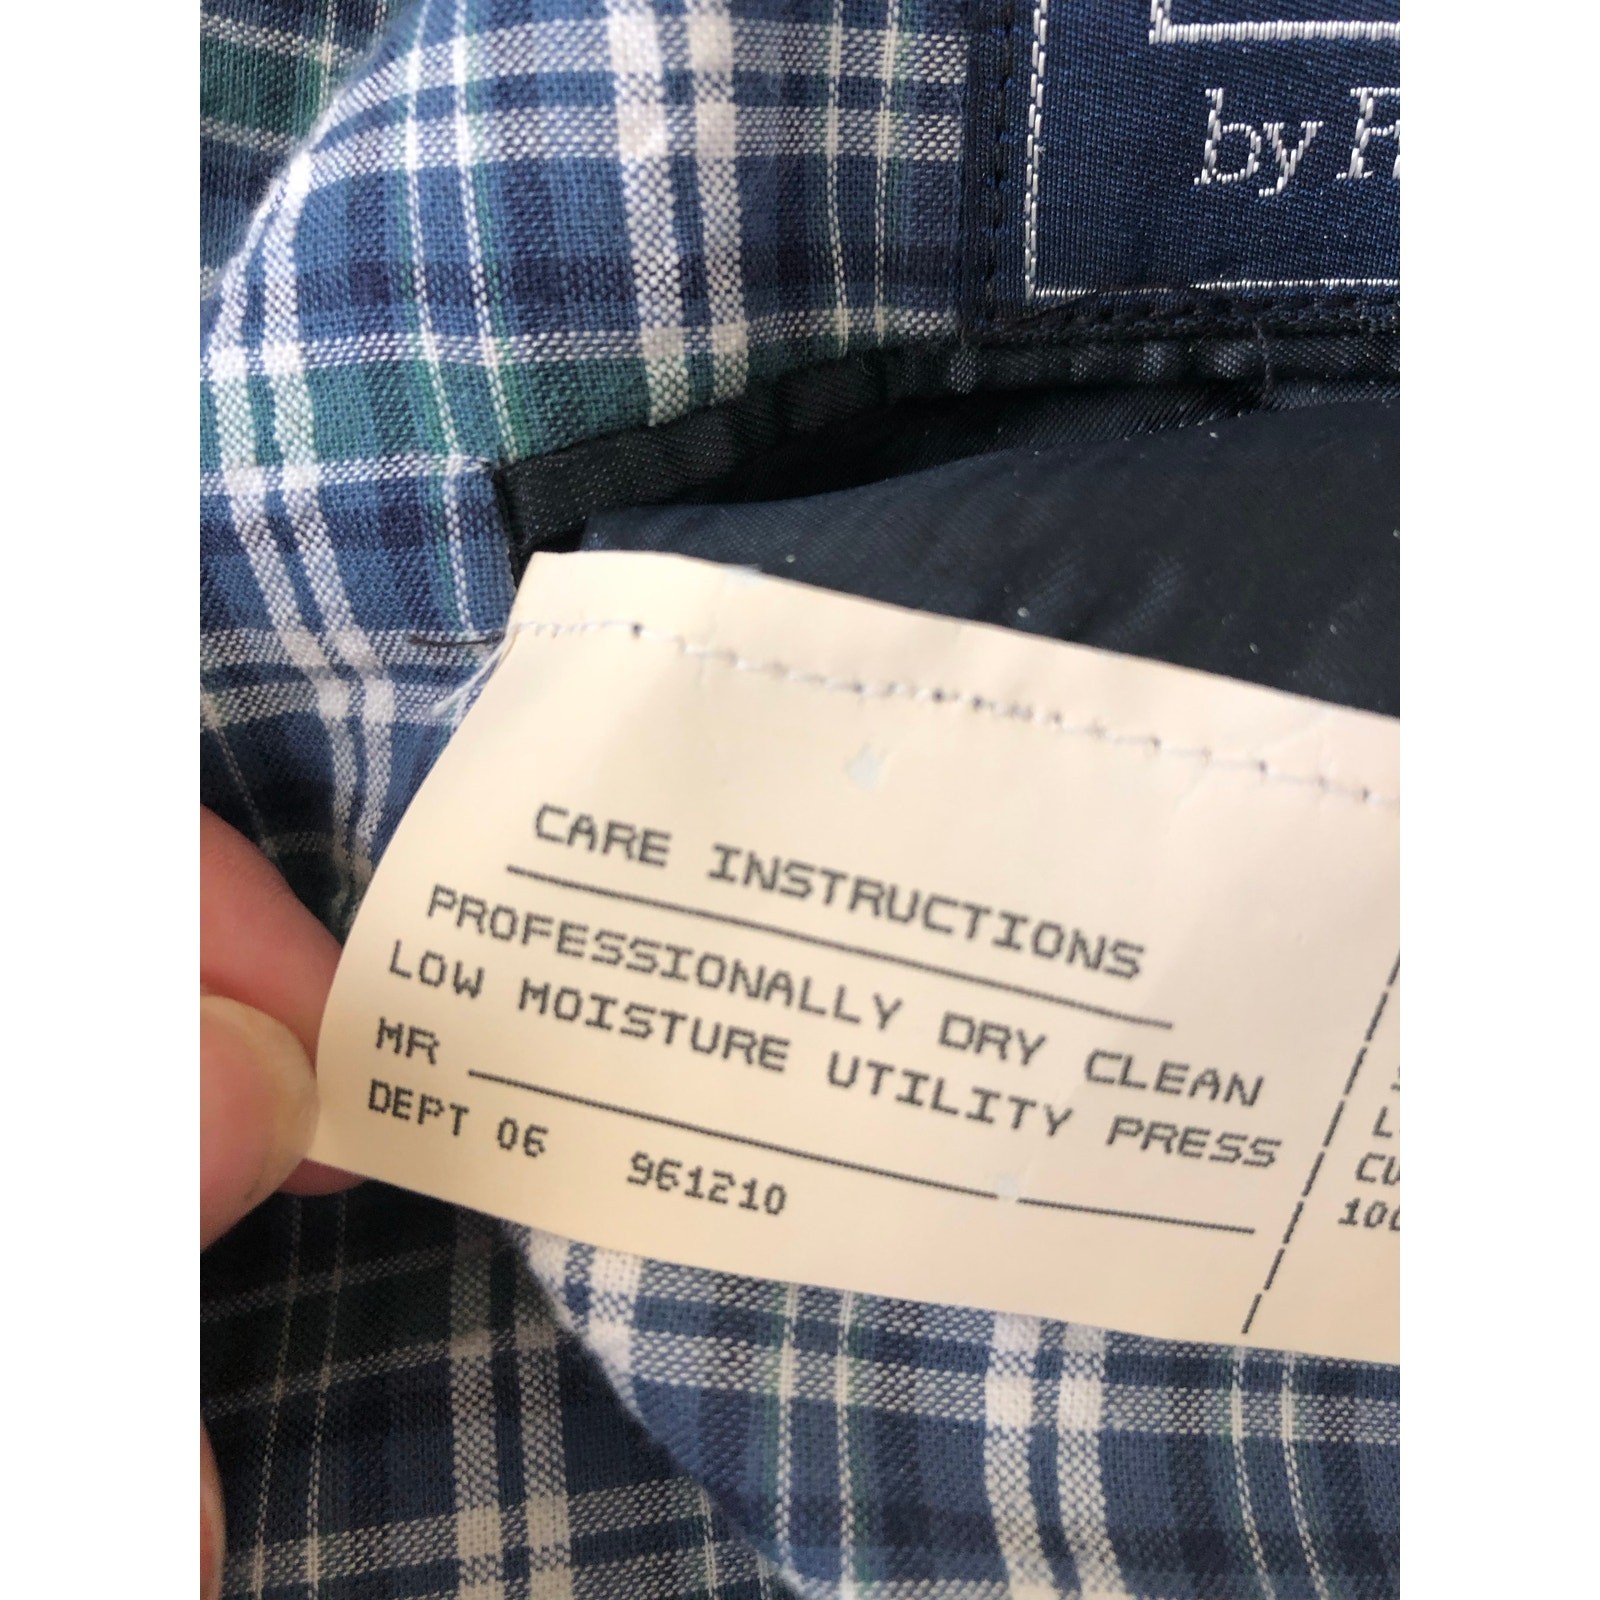 by
CARE INSTRUCTIONS
PROFESSIONALLY DRY CLEAN
LOW MOISTURE UTILITY PRESS
MR
DEPT 06 961210